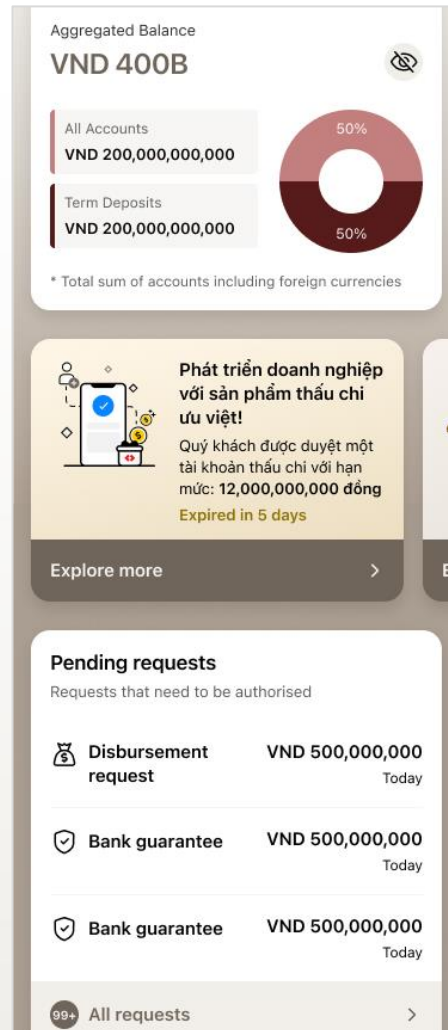 Aggregated Balance
VND 400B
All Accounts
VND 200,000,000,000
Term Deposits
VND 200,000,000,000
50%
50%
* Total sum of accounts including foreign currencies
Phát triển doanh nghiệp
với sản phẩm thấu chi
ưu việt!
Quý khách được duyệt một
tài khoản thấu chi với hạn
mức: 12,000,000,000 đồng
Expired in 5 days
Explore more
Pending requests
Requests that need to be authorised
Disbursement
request
VND 500,000,000
Today
Bank guarantee
VND 500,000,000
Today
Bank guarantee
VND 500,000,000
Today
99+ All requests